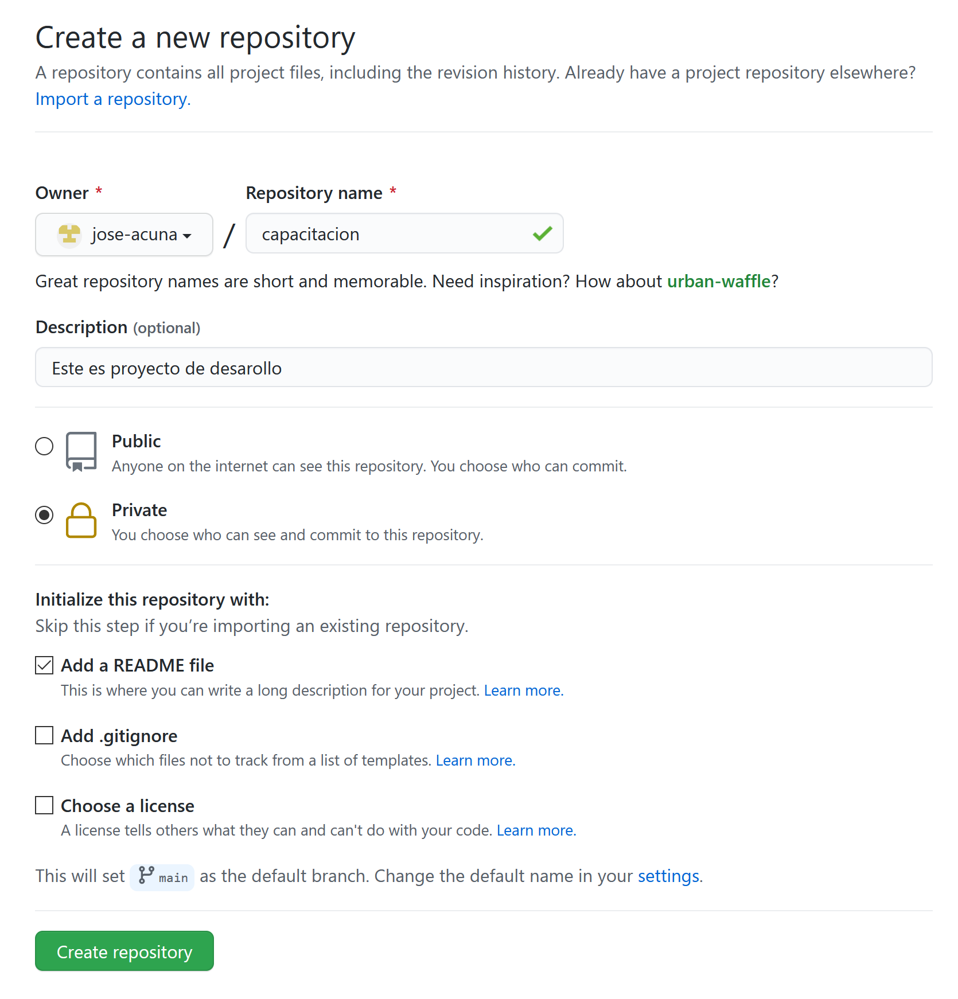 Create a new repository
A repository contains all project files, including the revision history. Already have a project repository elsewhere?
Import a repository.
Owner * Repository name *
jose-acuna / capacitacion
Great repository names are short and memorable. Need inspiration? How about urban-waffle?
Description (optional)
Este es proyecto de desarollo
Public
Anyone on the internet can see this repository. You choose who can commit.
Private
You choose who can see and commit to this repository.
Initialize this repository with:
Skip this step if you’re importing an existing repository.
Add a README file
This is where you can write a long description for your project. Learn more.
Add .gitignore
Choose which files not to track from a list of templates. Learn more.
Choose a license
A license tells others what they can and can't do with your code. Learn more.
This will set main as the default branch. Change the default name in your settings.
Create repository